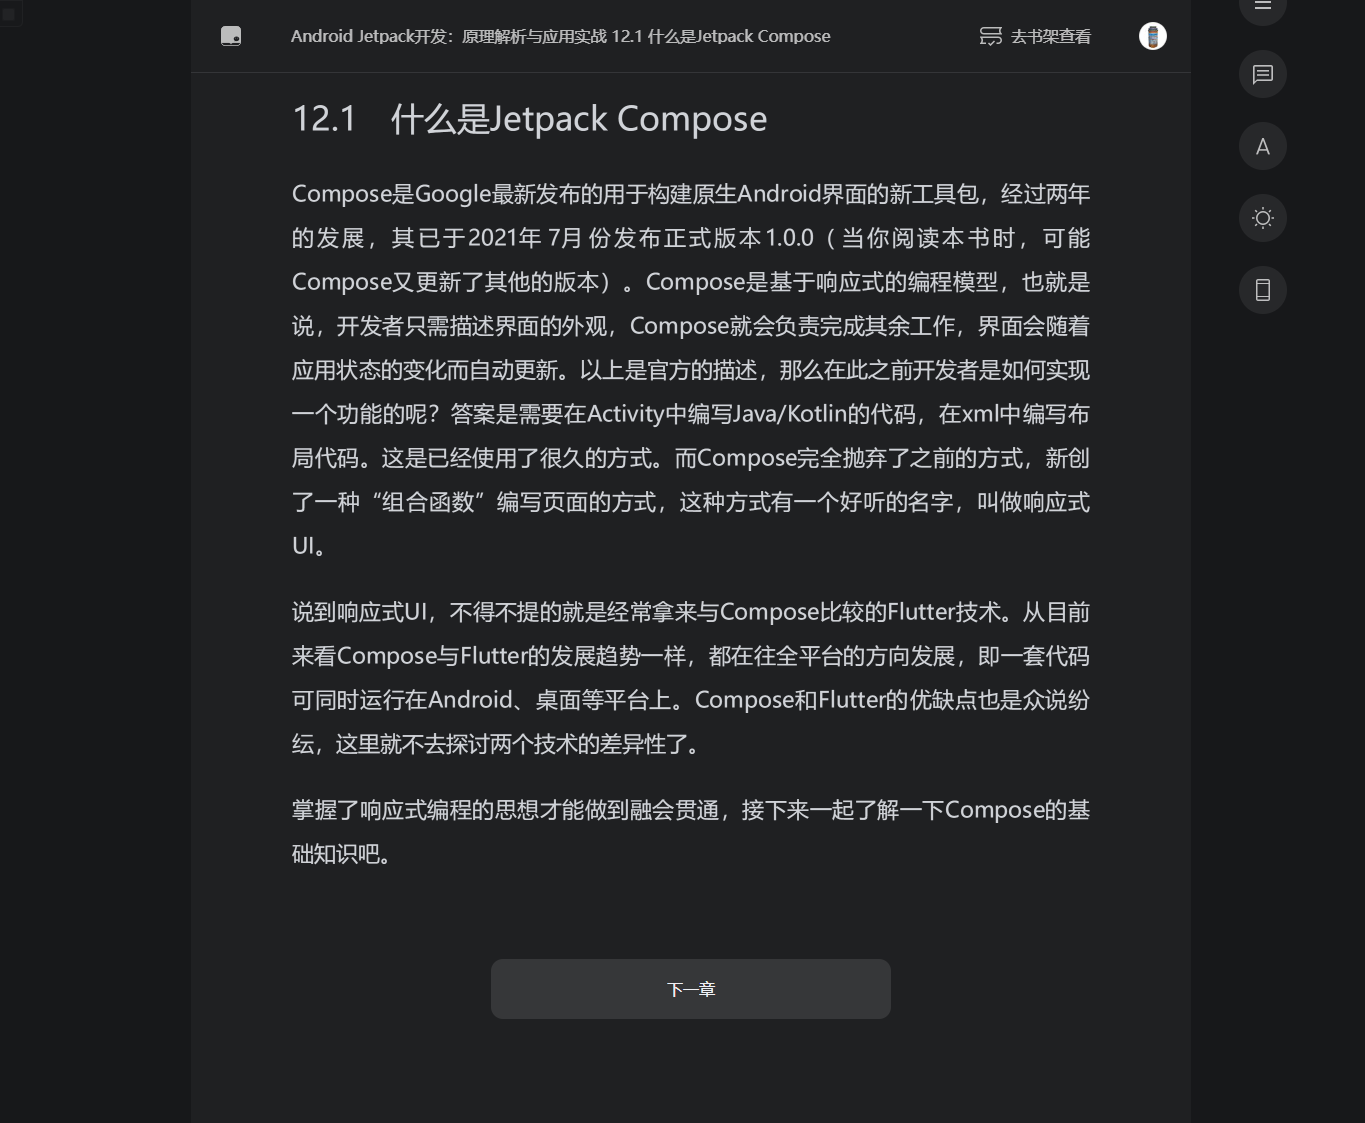 Android Jetpack开发：原理解析与应用实战 12.1 什么是Jetpack Compose
去书架查看
12.1 什么是Jetpack Compose
Compose是Google最新发布的用于构建原生Android界面的新工具包，经过两年
的发展，其已于2021年7月份发布正式版本1.0.0（当你阅读本书时，可能
Compose又更新了其他的版本）。Compose是基于响应式的编程模型，也就是
说，开发者只需描述界面的外观，Compose就会负责完成其余工作，界面会随着
应用状态的变化而自动更新。以上是官方的描述，那么在此之前开发者是如何实现
一个功能的呢？答案是需要在Activity中编写Java/Kotlin的代码，在xml中编写布
局代码。这是已经使用了很久的方式。而Compose完全抛弃了之前的方式，新创
了一种“组合函数”编写页面的方式，这种方式有一个好听的名字，叫做响应式
UI。
说到响应式UI，不得不提的就是经常拿来与Compose比较的Flutter技术。从目前
来看Compose与Flutter的发展趋势一样，都在往全平台的方向发展，即一套代码
可同时运行在Android、桌面等平台上。Compose和Flutter的优缺点也是众说纷
纭，这里就不去探讨两个技术的差异性了。
掌握了响应式编程的思想才能做到融会贯通，接下来一起了解一下Compose的基
础知识吧。
下一章
A